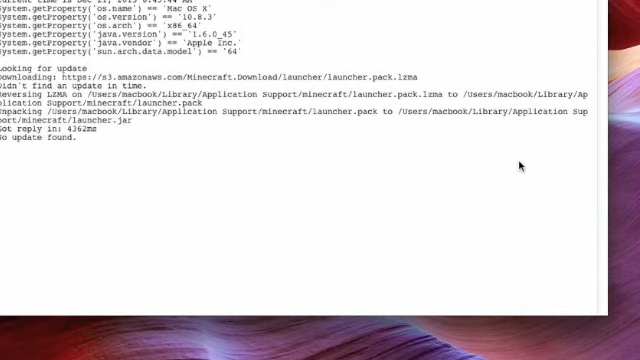 System.getProperty('os.name') == 'Mac OS X'
System.getProperty('os.version') == '10.8.3'
System.getProperty('os.arch') == 'x86_64'
System.getProperty('java.version') == '1.6.0_45'
System.getProperty('java.vendor') == 'Apple Inc.'
System.getProperty('sun.arch.data.model') == '64'
Looking for update
Downloading: https://s3.amazonaws.com/Minecraft.Download/launcher/launcher.pack.lzma
Didn't find an update in time.
Reversing LZMA on /Users/macbook/Library/Application Support/minecraft/launcher.pack.lzma to /Users/macbook/Library/Ap
plication Support/minecraft/launcher.pack
Unpacking /Users/macbook/Library/Application Support/minecraft/launcher.pack to /Users/macbook/Library/Application Sup
port/minecraft/launcher.jar
Got reply in: 4362ms
No update found.